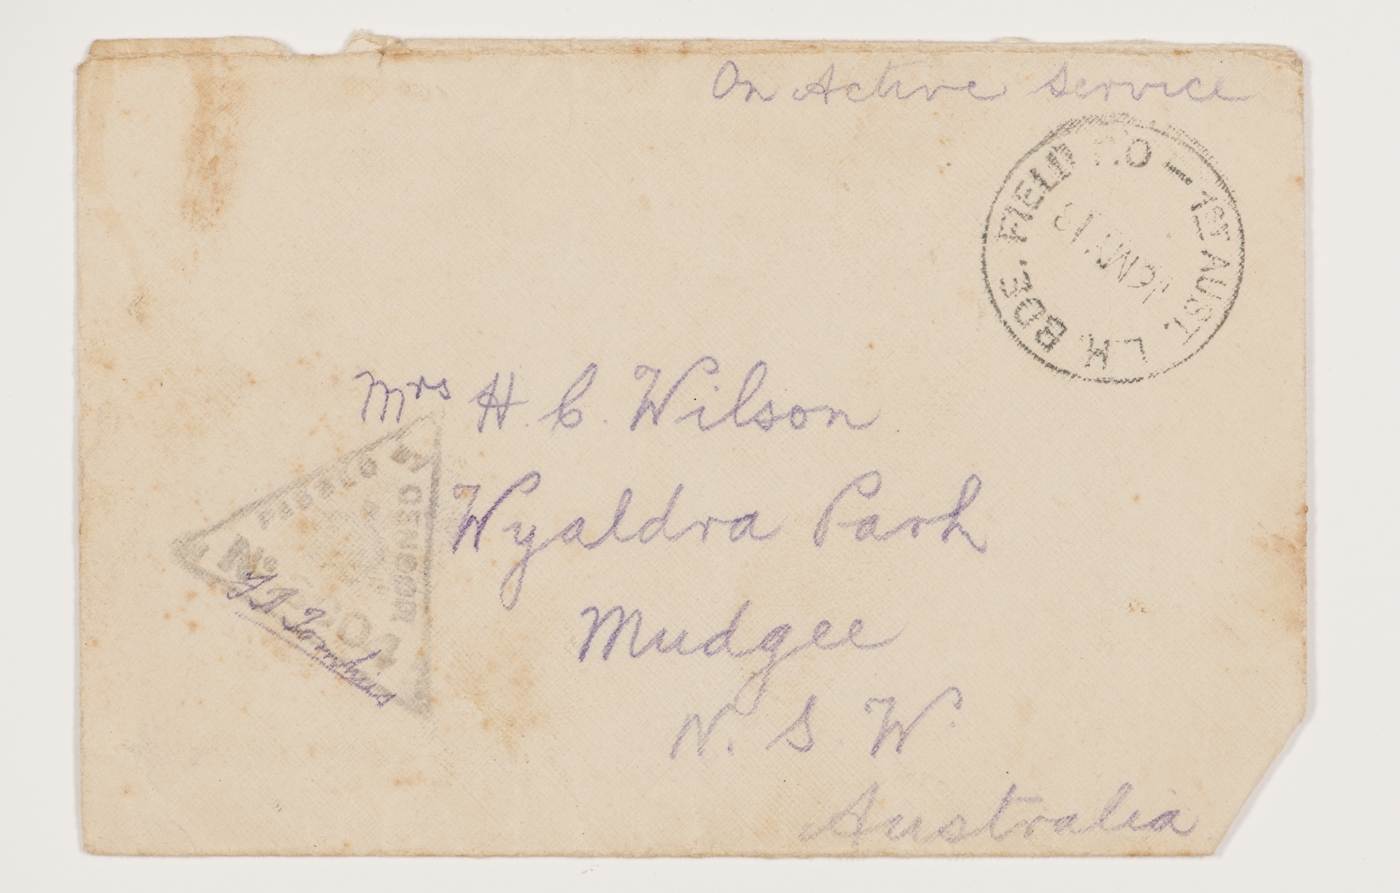 On Active Service
1ST AUST. L.H. BDE. FIELD P.O —
Mrs H. C. Wilson
Wyaldra Park
Mudgee
N. S. W.
Australia
PASSED BY
CENSOR
No